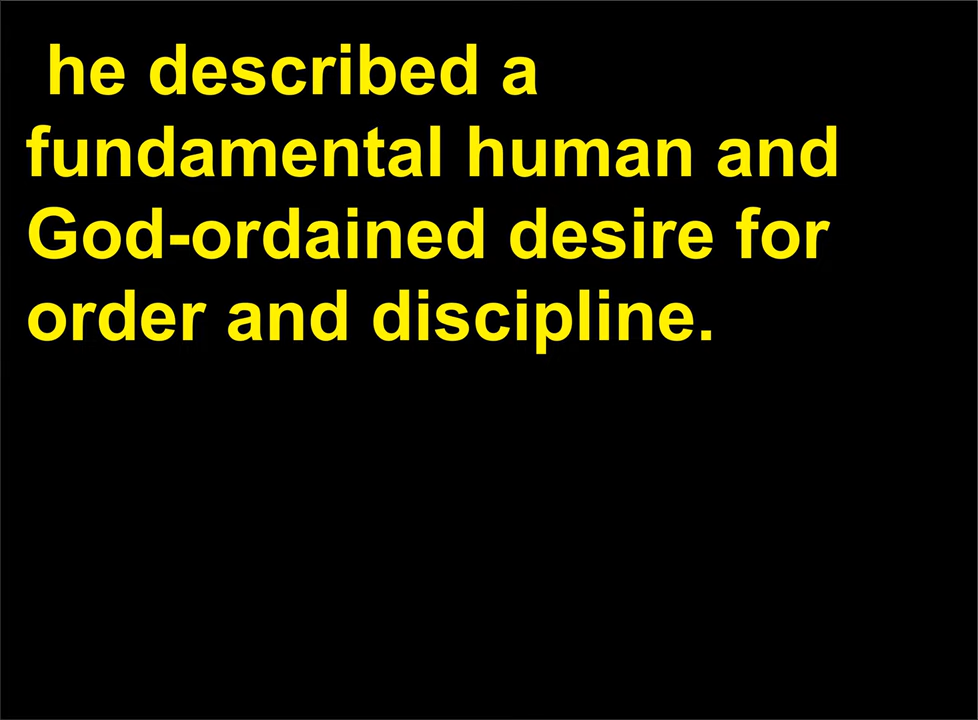 he described a
fundamental human and
God-ordained desire for
order and discipline.